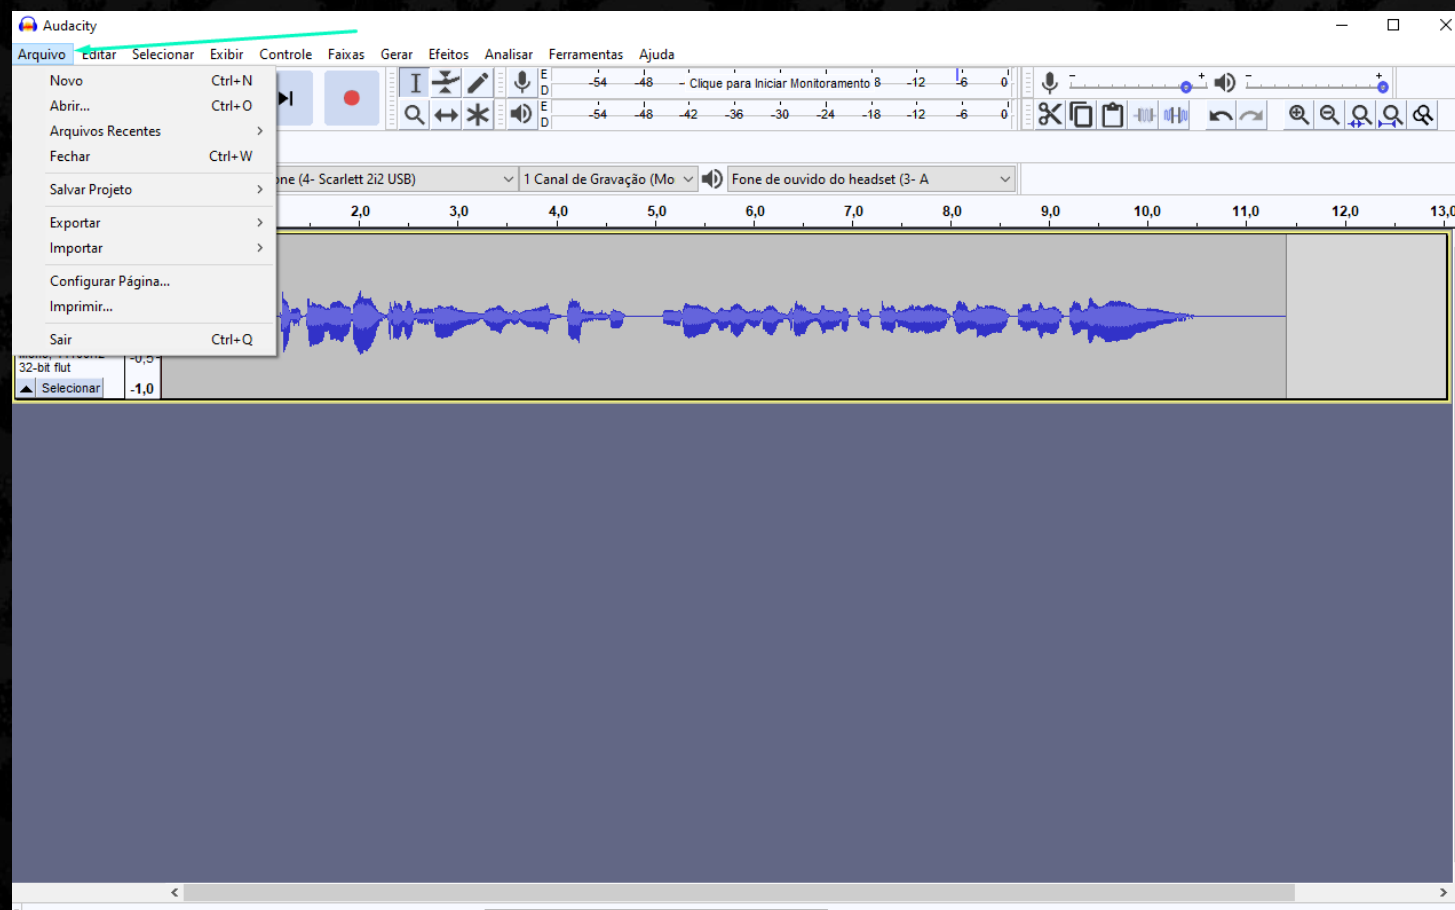 Audacity
Arquivo Editar Selecionar Exibir Controle Faixas Gerar Efeitos Analisar Ferramentas Ajuda
Novo Ctrl+N
Abrir... Ctrl+O
Arquivos Recentes
Fechar Ctrl+W
Salvar Projeto
Exportar
Importar
Configurar Página...
Imprimir...
Sair Ctrl+Q
E
D
-54 -48 - Clique para Iniciar Monitoramento 8 -12 -6 0
- +
- +
E
D
-54 -48 -42 -36 -30 -24 -18 -12 -6 0
one (4- Scarlett 2i2 USB) 1 Canal de Gravação (Mo Fone de ouvido do headset (3- A
2,0 3,0 4,0 5,0 6,0 7,0 8,0 9,0 10,0 11,0 12,0 13,0
-0,5
32-bit flut
Selecionar -1,0